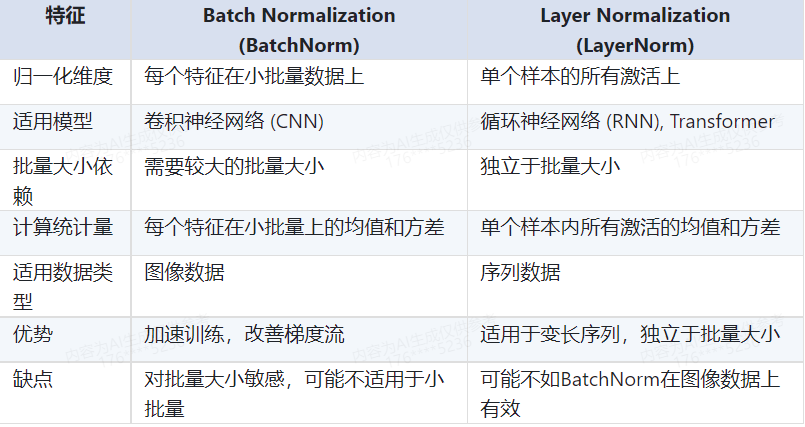 特征
Batch Normalization
(BatchNorm)
Layer Normalization
(LayerNorm)
归一化维度
每个特征在小批量数据上
单个样本的所有激活上
适用模型
卷积神经网络 (CNN)
循环神经网络 (RNN), Transformer
批量大小依
赖
需要较大的批量大小
独立于批量大小
计算统计量
每个特征在小批量上的均值和方差
单个样本内所有激活的均值和方差
适用数据类
型
图像数据
序列数据
优势
加速训练，改善梯度流
适用于变长序列，独立于批量大小
缺点
对批量大小敏感，可能不适用于小
批量
可能不如BatchNorm在图像数据上
有效